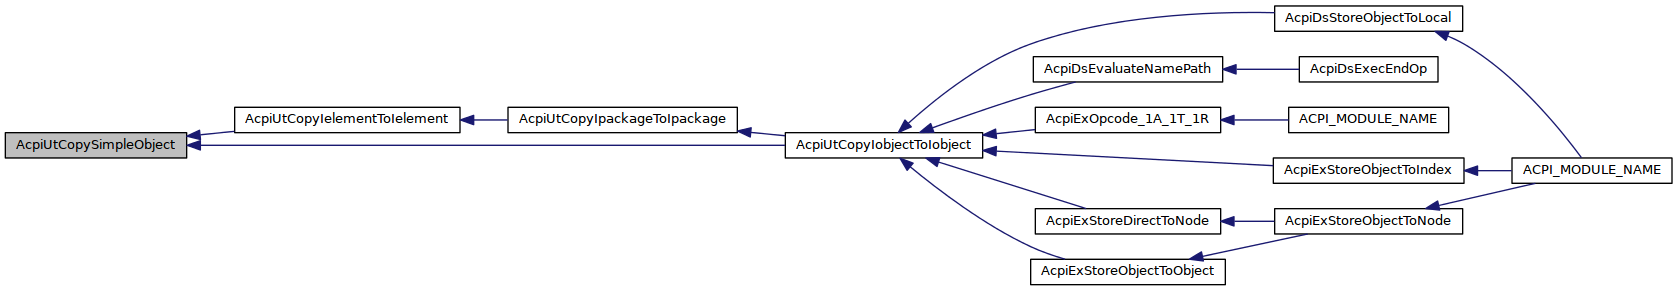 AcpiDsStoreObjectToLocal
AcpiDsEvaluateNamePath
AcpiDsExecEndOp
AcpiUtCopyIelementToIelement
AcpiUtCopyIpackageToIpackage
AcpiExOpcode_1A_1T_1R
ACPI_MODULE_NAME
AcpiUtCopySimpleObject
AcpiUtCopyIobjectToIobject
AcpiExStoreObjectToIndex
ACPI_MODULE_NAME
AcpiExStoreDirectToNode
AcpiExStoreObjectToNode
AcpiExStoreObjectToObject